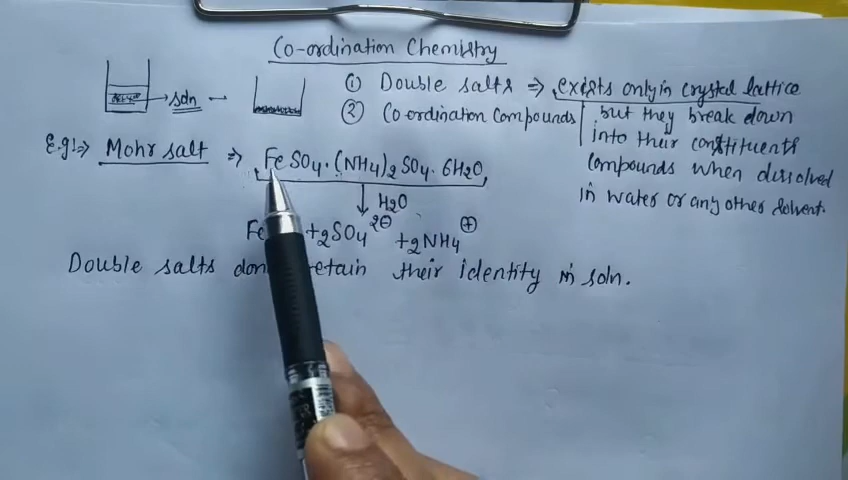 Co-ordination Chemistry
→ soln –
① Double salts ⇒ exists only in crystal lattice
② Co-ordination Compounds
but they break down
into their constituents
compounds when dissolved
in water or any other solvent.
E.g:⇒ Mohr salt ⇒ FeSO4·(NH4)2SO4·6H2O
↓ H2O
Fe +2SO4 2⊖ +2NH4 ⊕
Double salts don retain their identity in soln.